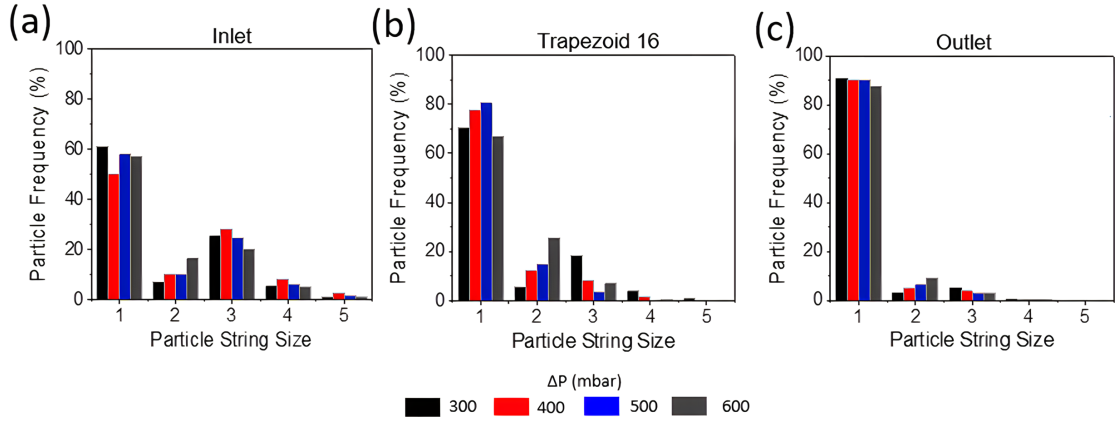 (a)
Inlet
Particle Frequency (%)
100
80
60
40
20
0
1 2 3 4 5
Particle String Size
(b)
Trapezoid 16
Particle Frequency (%)
100
80
60
40
20
0
1 2 3 4 5
Particle String Size
(c)
Outlet
Particle Frequency (%)
100
80
60
40
20
0
1 2 3 4 5
Particle String Size
ΔP (mbar)
300 400 500 600